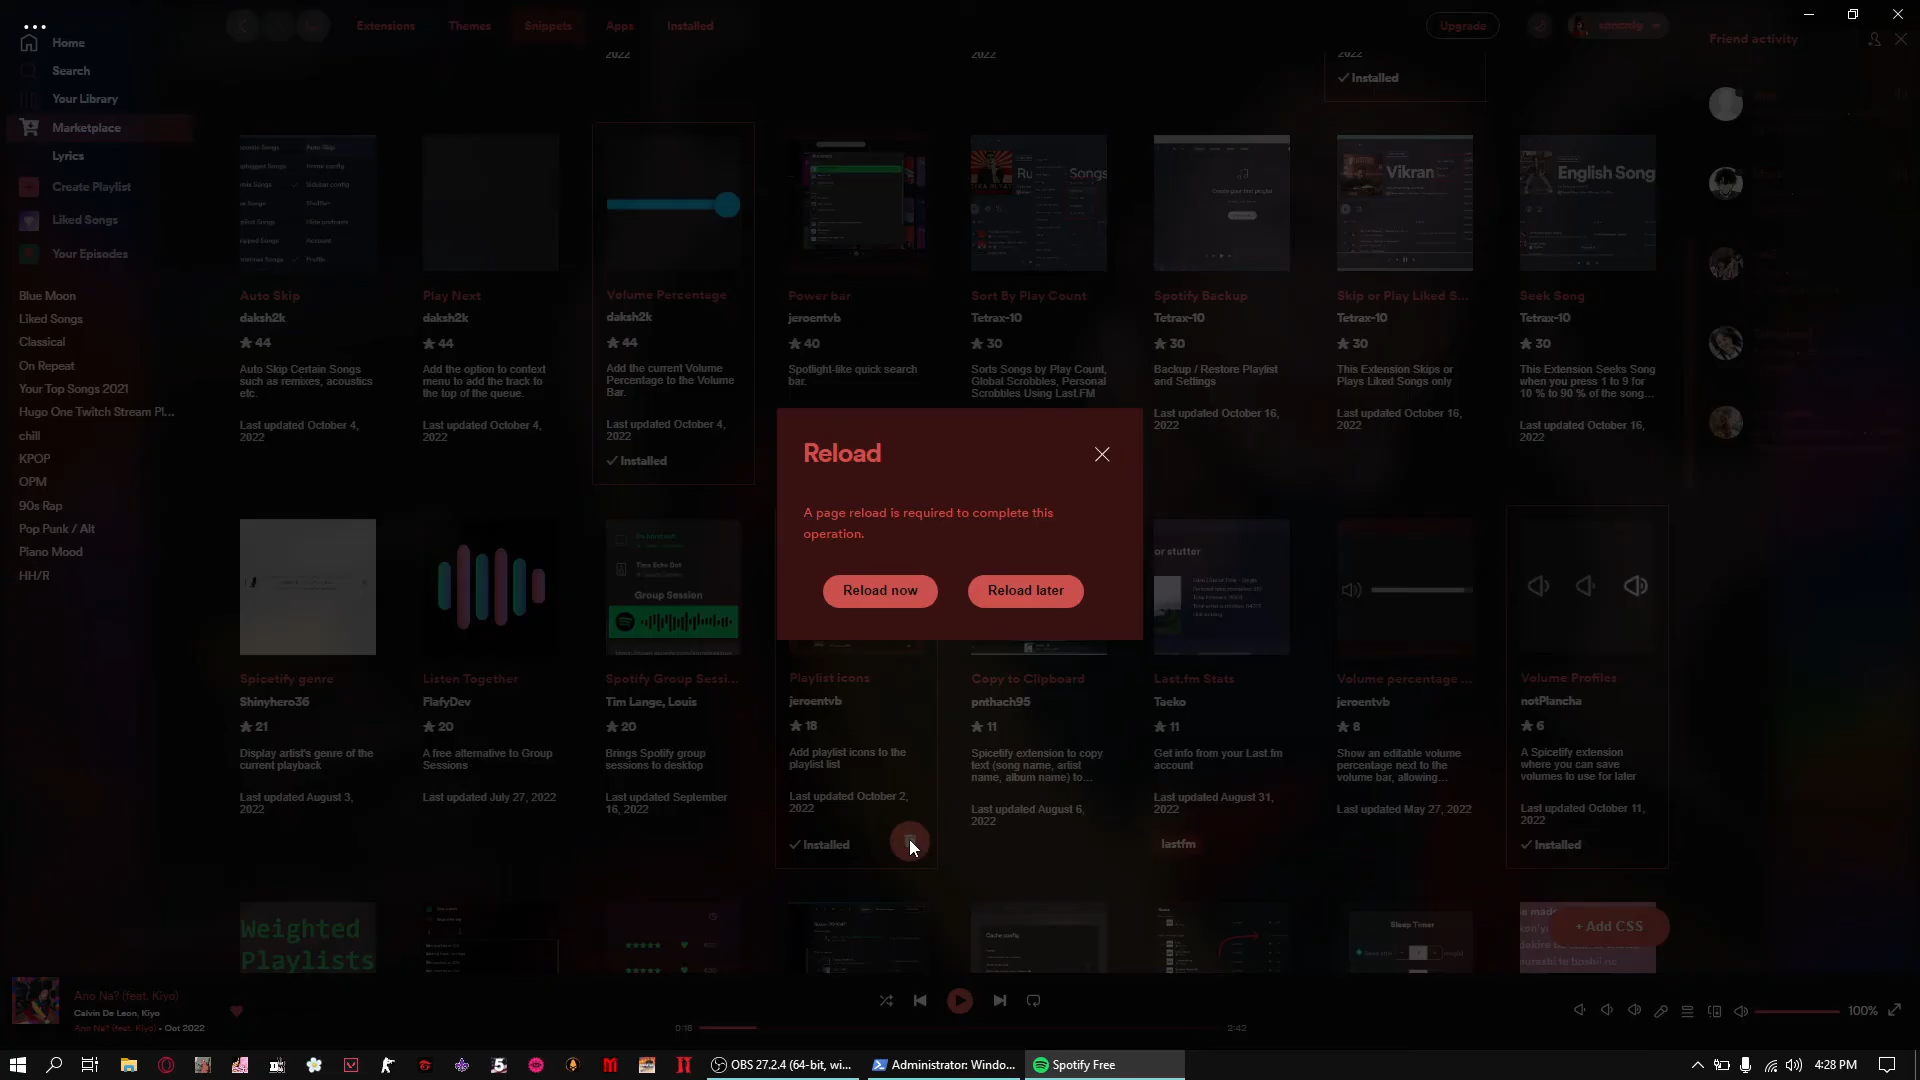 Home
Search
Your Library
Marketplace
Lyrics
Create Playlist
Liked Songs
Your Episodes
Blue Moon
Liked Songs
Classical
On Repeat
Your Top Songs 2021
Hugo One Twitch Stream Pl...
chill
KPOP
OPM
90s Rap
Pop Punk / Alt
Piano Mood
HH/R
Extensions
Themes
Snippets
Apps
Installed
Upgrade
Friend activity
2022
2022
2022
Installed
Auto Skip
daksh2k
44
Auto Skip Certain Songs
such as remixes, acoustics
etc.
Last updated October 4,
2022
Play Next
daksh2k
44
Add the option to context
menu to add the track to
the top of the queue.
Last updated October 4,
2022
Volume Percentage
daksh2k
44
Add the current Volume
Percentage to the Volume
Bar.
Last updated October 4,
2022
Installed
Power bar
jeroentvb
40
Spotlight-like quick search
bar.
Songs
Sort By Play Count
Tetrax-10
30
Sorts Songs by Play Count,
Global Scrobbles, Personal
Scrobbles Using Last.FM
Spotify Backup
Tetrax-10
30
Backup / Restore Playlist
and Settings
Last updated October 16,
2022
Vikran
Skip or Play Liked S...
Tetrax-10
30
This Extension Skips or
Plays Liked Songs only
Last updated October 16,
2022
English Song
Seek Song
Tetrax-10
30
This Extension Seeks Song
when you press 1 to 9 for
10 % to 90 % of the song...
Last updated October 16,
2022
Reload
A page reload is required to complete this
operation.
Reload now
Reload later
Spicetify genre
Shinyhero36
21
Display artist's genre of the
current playback
Last updated August 3,
2022
Listen Together
FlafyDev
20
A free alternative to Group
Sessions
Last updated July 27, 2022
Group Session
Spotify Group Sessi...
Tim Lange, Louis
20
Brings Spotify group
sessions to desktop
Last updated September
16, 2022
Playlist icons
jeroentvb
18
Add playlist icons to the
playlist list
Last updated October 2,
2022
Installed
Copy to Clipboard
pnthach95
11
Spicetify extension to copy
text (song name, artist
name, album name) to...
Last updated August 6,
2022
or stutter
Last.fm Stats
Taeko
11
Get info from your Last.fm
account
Last updated August 31,
2022
lastfm
Volume percentage ...
jeroentvb
8
Show an editable volume
percentage next to the
volume bar, allowing...
Last updated May 27, 2022
Volume Profiles
notPlancha
6
A Spicetify extension
where you can save
volumes to use for later
Last updated October 11,
2022
Installed
Weighted
Playlists
Sleep Timer
+ Add CSS
Ano Na? (feat. Kiyo)
Calvin De Leon, Kiyo
Ano Na? (feat. Kiyo) • Oct 2022
0:18
2:42
100%
OBS 27.2.4 (64-bit, wi...
Administrator: Windo...
Spotify Free
4:28 PM